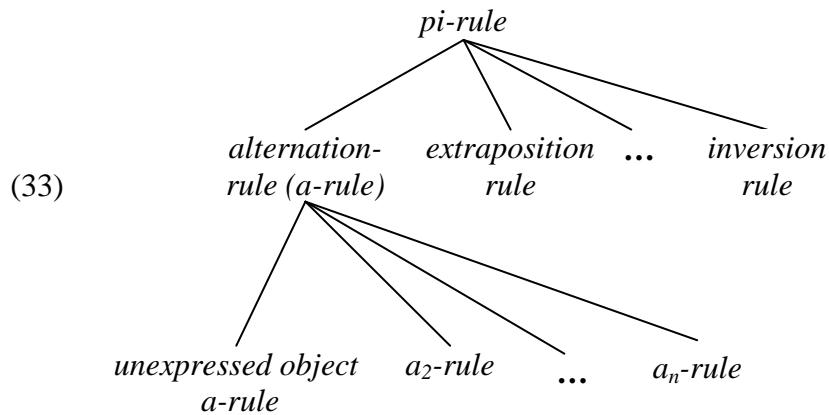 pi-rule
alternation- extraposition ... inversion
(33) rule (a-rule) rule rule
unexpressed object a₂-rule ... aₙ-rule
a-rule